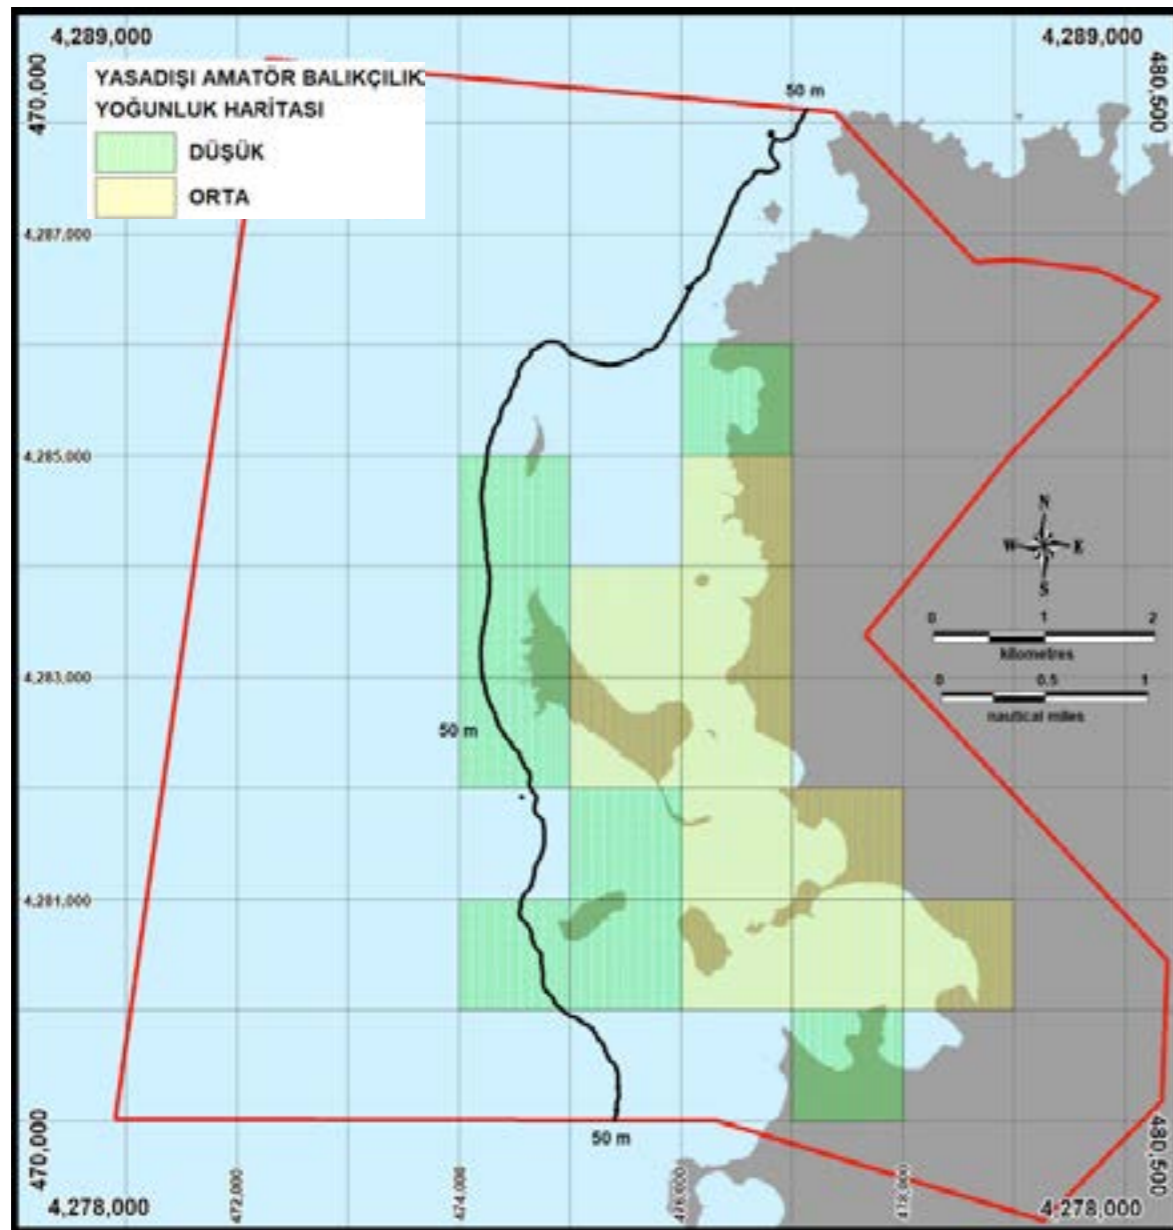 4,289,000
4,289,000
470,000
480,500
YASADIŞI AMATÖR BALIKÇILIK
YOĞUNLUK HARİTASI
DÜŞÜK
ORTA
50 m
4,287,000
4,285,000
N
W E
S
0 1 2
kilometres
4,283,000
0 0.5 1
nautical miles
50 m
4,281,000
50 m
470,000
480,500
472,000
474,000
476,000
478,000
4,278,000
4,278,000